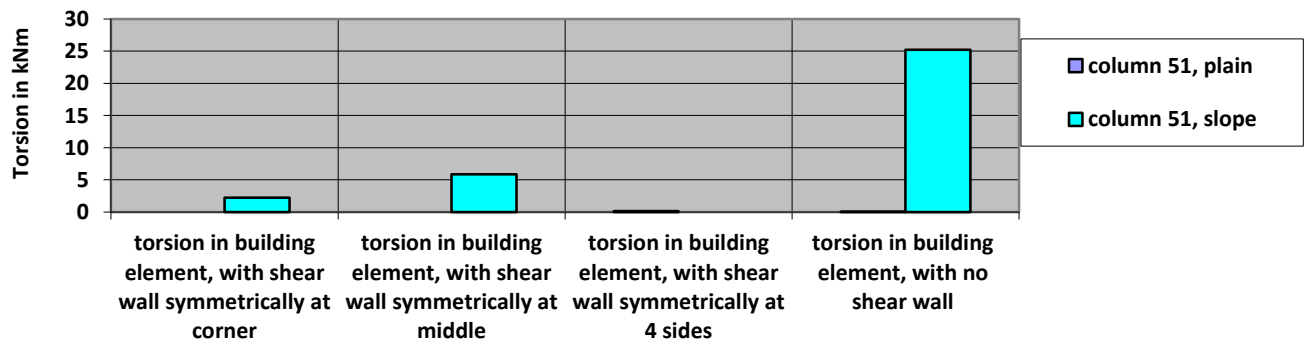 Torsion in kNm
30
25
20
15
10
5
0
torsion in building
element, with shear
wall symmetrically at
corner
torsion in building
element, with shear
wall symmetrically at
middle
torsion in building
element, with shear
wall symmetrically at
4 sides
torsion in building
element, with no
shear wall
column 51, plain
column 51, slope